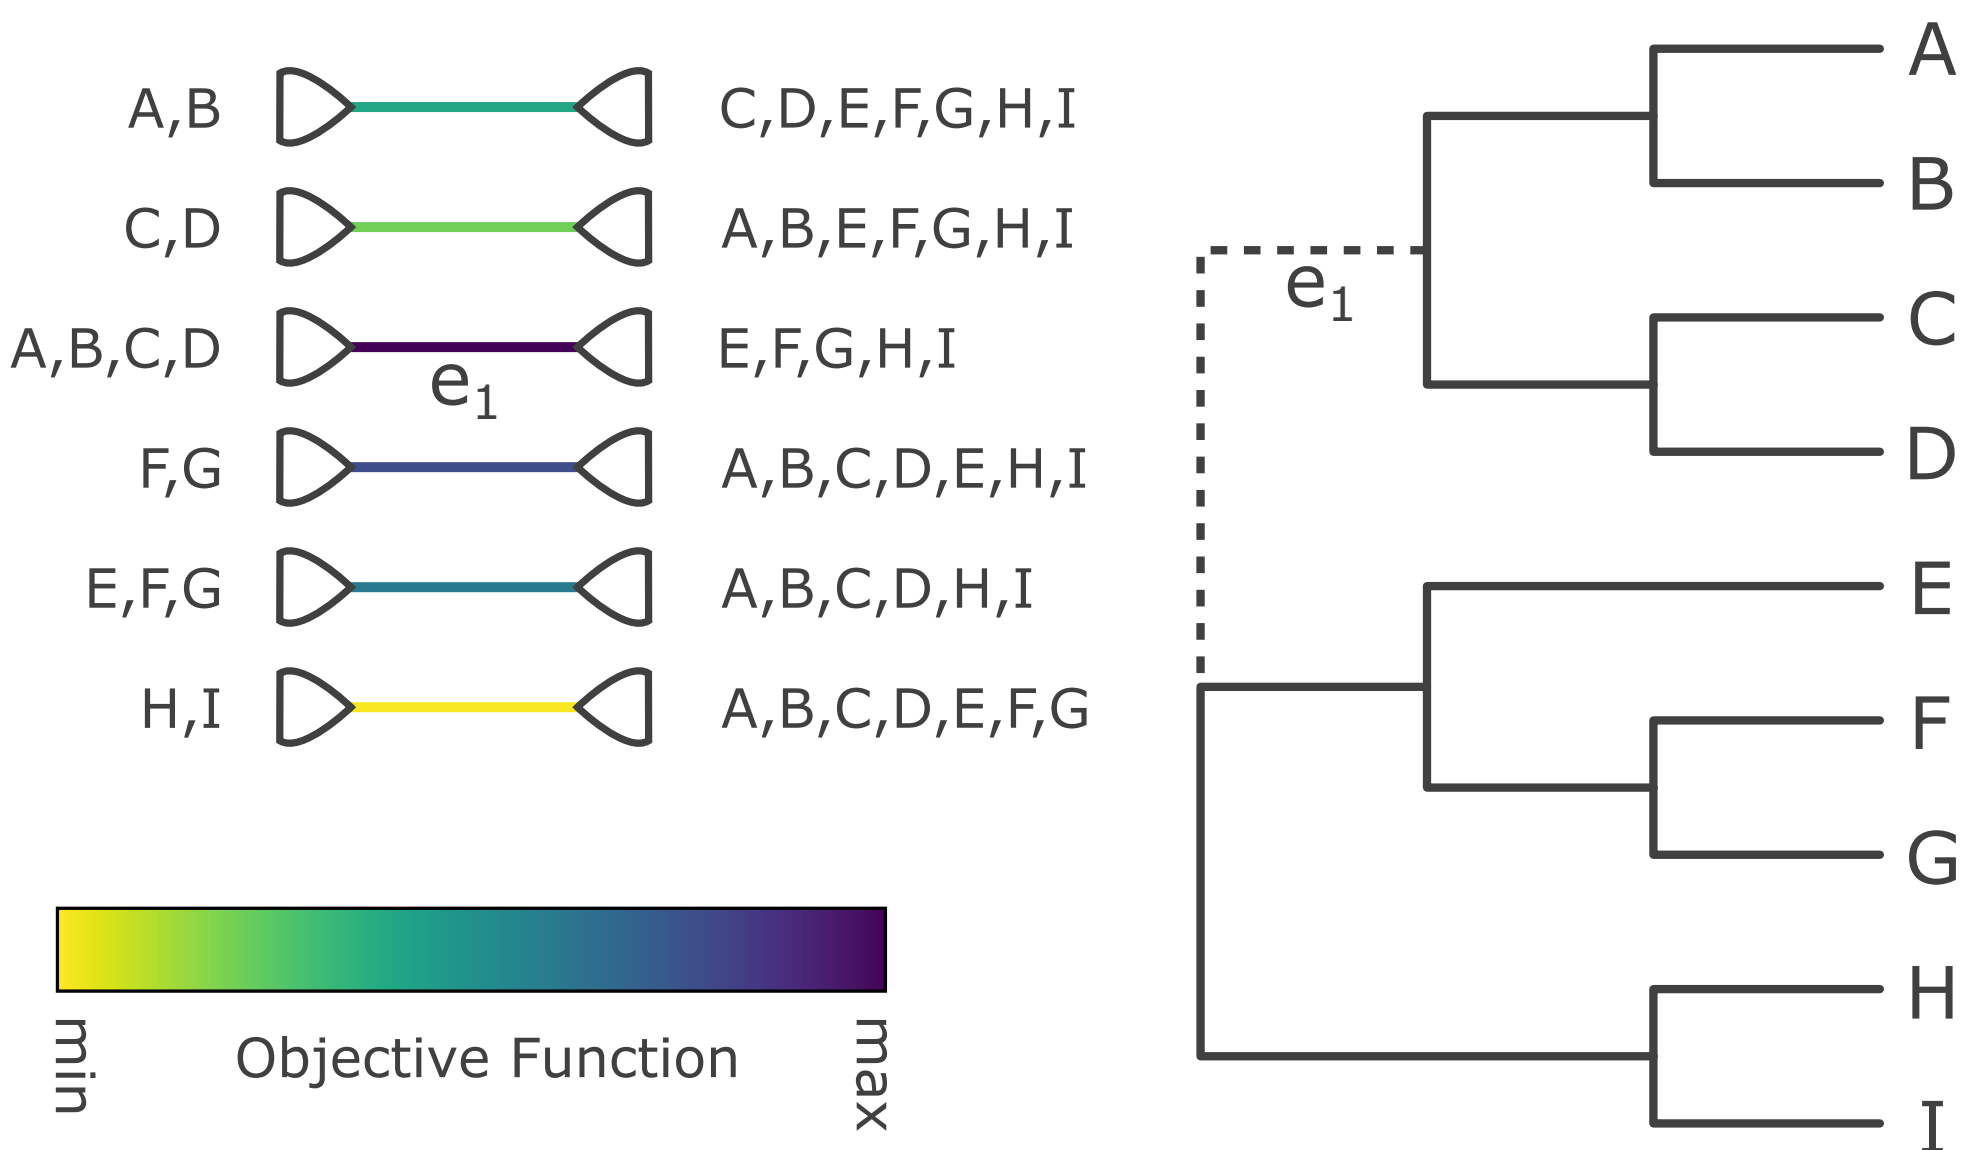 A,B C,D,E,F,G,H,I
C,D A,B,E,F,G,H,I
A,B,C,D E,F,G,H,I
e1
F,G A,B,C,D,E,H,I
E,F,G A,B,C,D,H,I
H,I A,B,C,D,E,F,G
min Objective Function max
A
B
e1
C
D
E
F
G
H
I